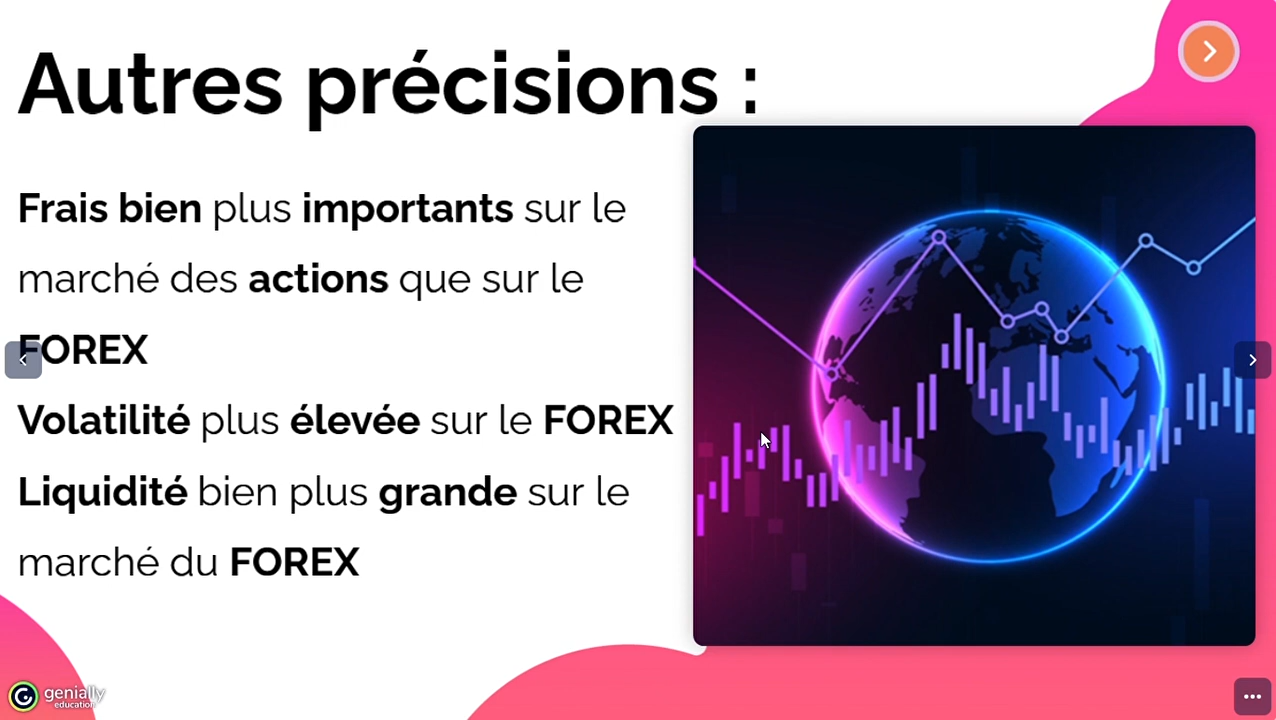 Autres précisions :
Frais bien plus importants sur le
marché des actions que sur le
FOREX
Volatilité plus élevée sur le FOREX
Liquidité bien plus grande sur le
marché du FOREX
genially
education